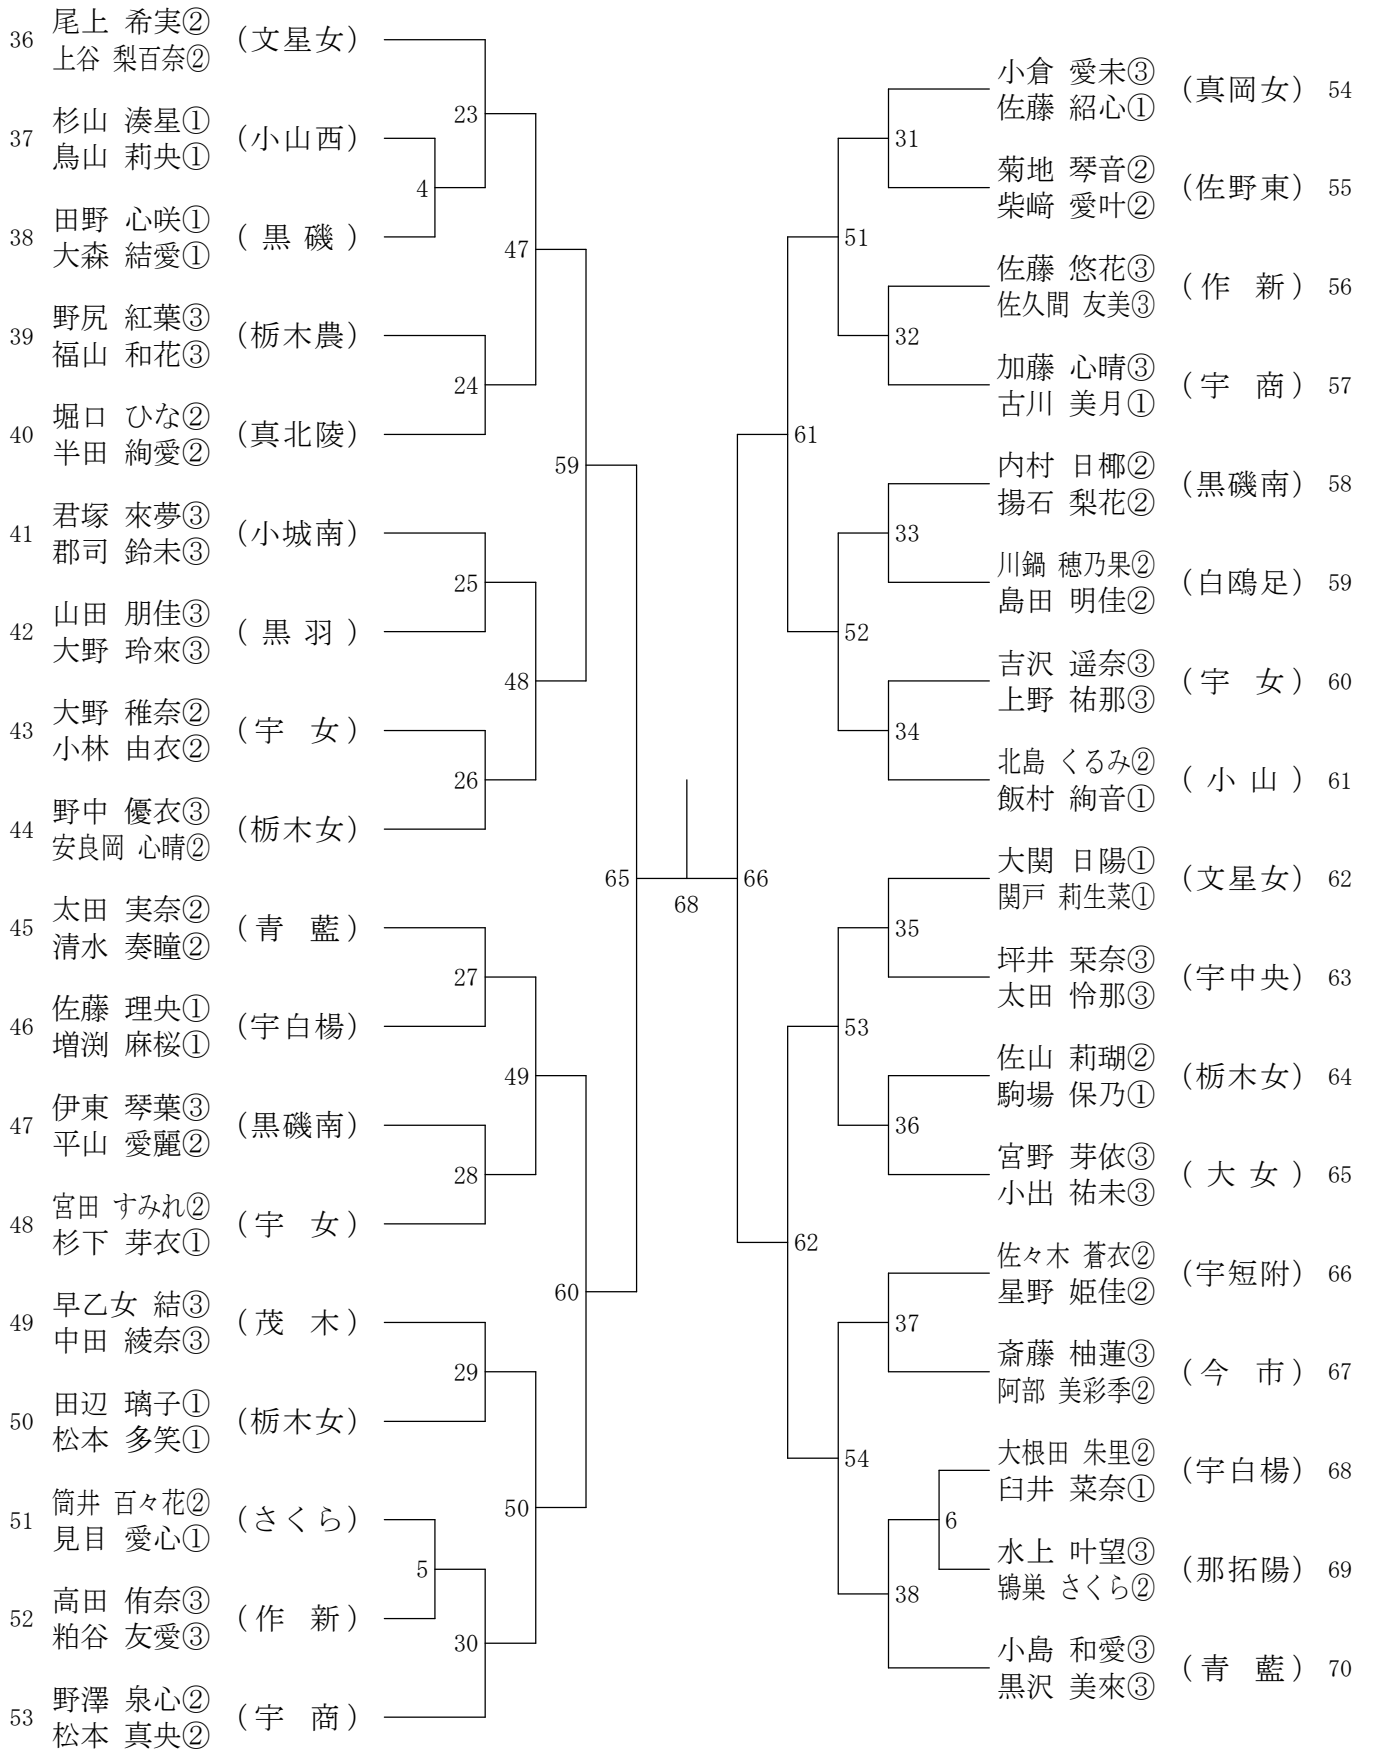 36 尾上 希実② (文星女)
上谷 梨百奈②
37 杉山 湊星① (小山西)
鳥山 莉央①
38 田野 心咲① (黒磯)
大森 結愛①
39 野尻 紅葉③ (栃木農)
福山 和花③
40 堀口 ひな② (真北陵)
半田 絢愛②
41 君塚 來夢③ (小城南)
郡司 鈴未③
42 山田 朋佳③ (黒羽)
大野 玲來③
43 大野 稚奈② (宇 女)
小林 由衣②
44 野中 優衣③ (栃木女)
安良岡 心晴②
45 太田 実奈② (青 藍)
清水 奏瞳②
46 佐藤 理央① (宇白楊)
増渕 麻桜①
47 伊東 琴葉③ (黒磯南)
平山 愛麗②
48 宮田 すみれ② (宇 女)
杉下 芽衣①
49 早乙女 結③ (茂 木)
中田 綾奈③
50 田辺 璃子① (栃木女)
松本 多笑①
51 筒井 百々花② (さくら)
見目 愛心①
52 高田 侑奈③ (作 新)
粕谷 友愛③
53 野澤 泉心② (宇 商)
松本 真央②
4
5
23
24
25
26
27
28
29
30
47
48
49
50
59
60
65
68
66
61
62
51
52
53
54
31
32
33
34
35
36
37
38
6
小倉 愛未③ (真岡女) 54
佐藤 紹心①
菊地 琴音② (佐野東) 55
柴﨑 愛叶②
佐藤 悠花③ (作 新) 56
佐久間 友美③
加藤 心晴③ (宇 商) 57
古川 美月①
内村 日椰② (黒磯南) 58
揚石 梨花②
川鍋 穂乃果② (白鴎足) 59
島田 明佳②
吉沢 遥奈③ (宇 女) 60
上野 祐那③
北島 くるみ② (小山) 61
飯村 絢音①
大関 日陽① (文星女) 62
関戸 莉生菜①
坪井 栞奈③ (宇中央) 63
太田 怜那③
佐山 莉瑚② (栃木女) 64
駒場 保乃①
宮野 芽依③ (大女) 65
小出 祐未③
佐々木 蒼衣② (宇短附) 66
星野 姫佳②
斎藤 柚蓮③ (今 市) 67
阿部 美彩季②
大根田 朱里② (宇白楊) 68
臼井 菜奈①
水上 叶望③ (那拓陽) 69
鴇巣 さくら②
小島 和愛③ (青 藍) 70
黒沢 美來③